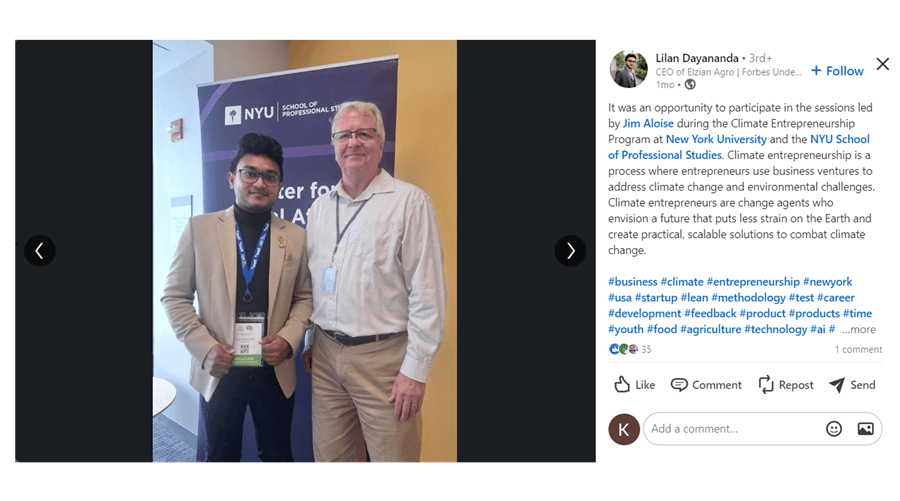 NYU
SCHOOL OF
PROFESSIONAL
Lilan Dayananda • 3rd+
CEO of Elzian Agro | Forbes Unde...
1mo •
+ Follow
It was an opportunity to participate in the sessions led
by Jim Aloise during the Climate Entrepreneurship
Program at New York University and the NYU School
of Professional Studies. Climate entrepreneurship is a
process where entrepreneurs use business ventures to
address climate change and environmental challenges.
Climate entrepreneurs are change agents who
envision a future that puts less strain on the Earth and
create practical, scalable solutions to combat climate
change.
#business #climate #entrepreneurship #newyork
#usa #startup #lean #methodology #test #career
#development #feedback #product #products #time
#youth #food #agriculture #technology #ai # ...more
35
1 comment
Like
Comment
Repost
Send
K
Add a comment...